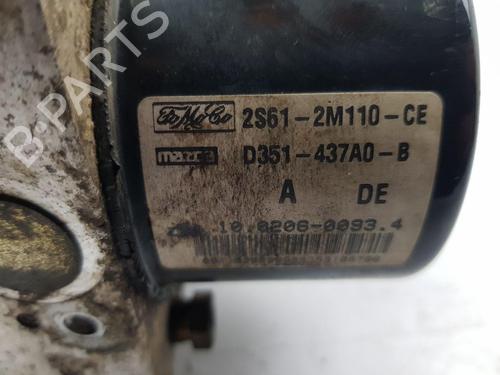 FoMoCo 2S61-2M110-CE
mazda D351-437A0-B
A DE
10.0206-0093.4
B-PARTS